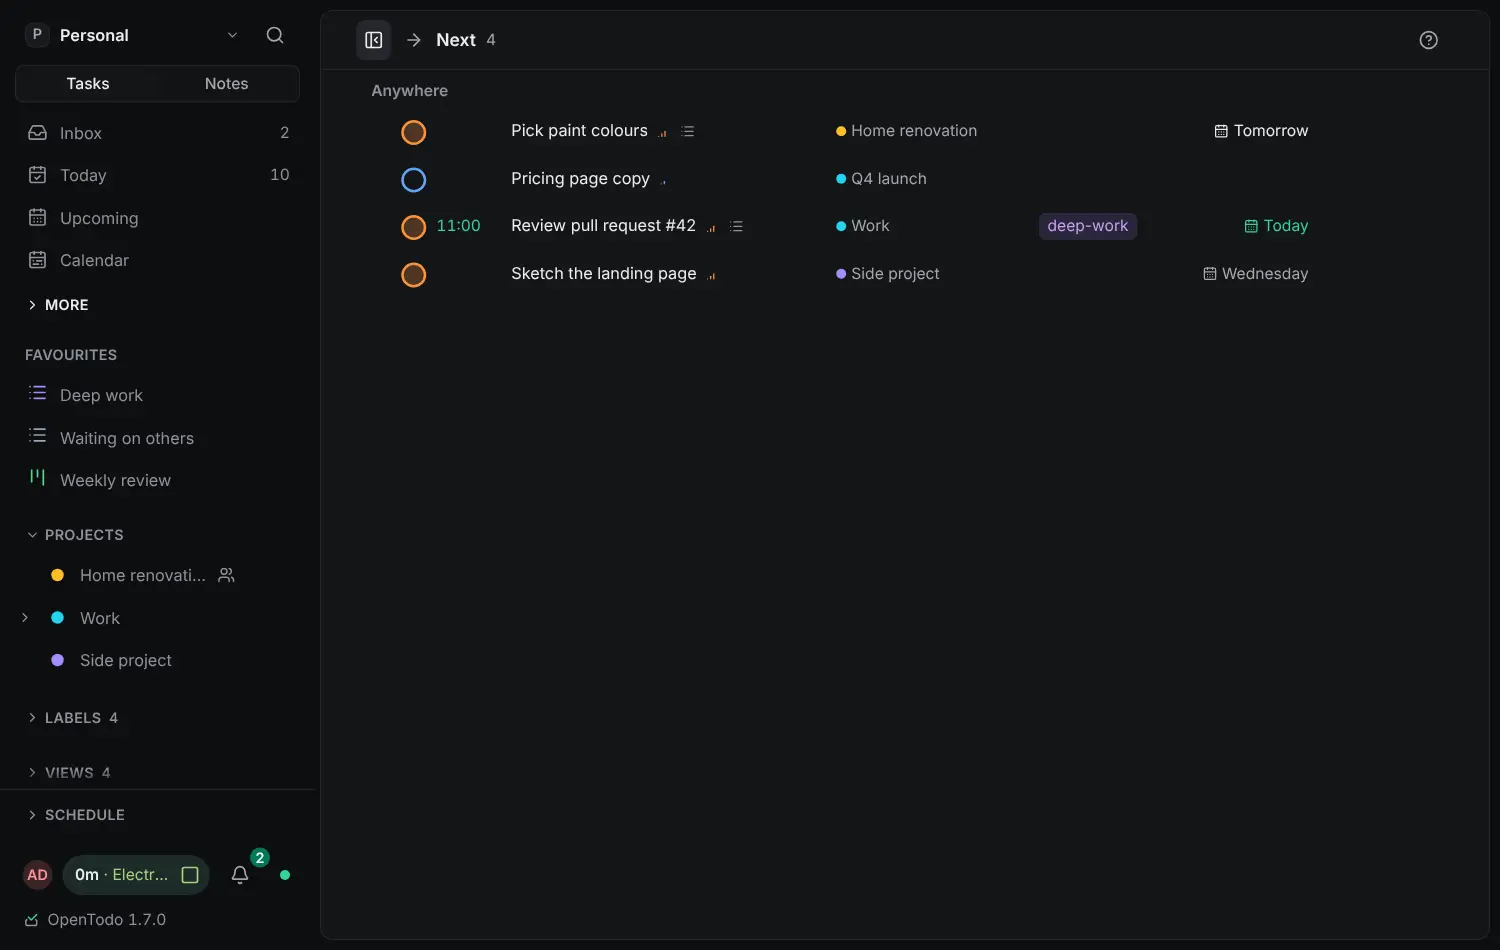 P Personal
Tasks Notes
Inbox 2
Today 10
Upcoming
Calendar
MORE
FAVOURITES
Deep work
Waiting on others
Weekly review
PROJECTS
Home renovati...
Work
Side project
LABELS 4
VIEWS 4
SCHEDULE
AD 0m · Electr... 2
OpenTodo 1.7.0
Next 4
Anywhere
Pick paint colours Home renovation Tomorrow
Pricing page copy Q4 launch
11:00 Review pull request #42 Work deep-work Today
Sketch the landing page Side project Wednesday